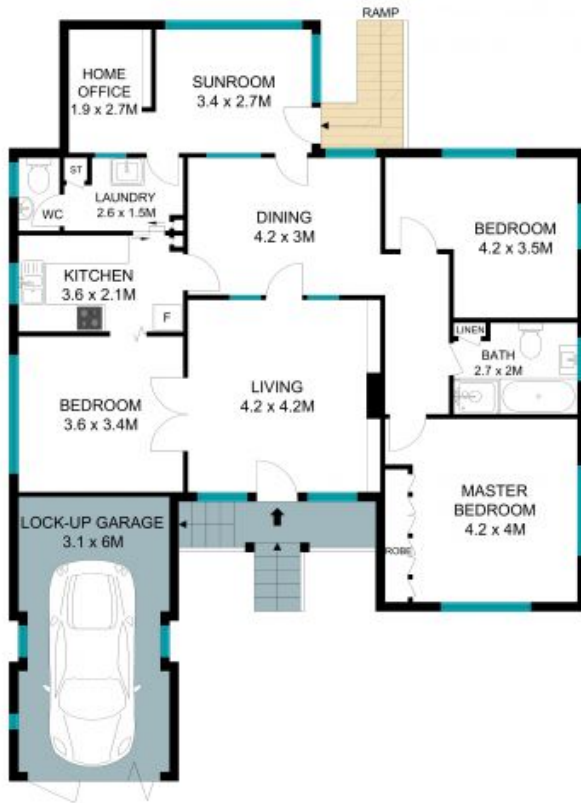 RAMP
HOME
OFFICE
1.9 x 2.7M
SUNROOM
3.4 x 2.7M
ST
LAUNDRY
2.6 x 1.5M
WC
DINING
4.2 x 3M
BEDROOM
4.2 x 3.5M
KITCHEN
3.6 x 2.1M
F
LINEN
BATH
2.7 x 2M
BEDROOM
3.6 x 3.4M
LIVING
4.2 x 4.2M
MASTER
BEDROOM
4.2 x 4M
ROBE
LOCK-UP GARAGE
3.1 x 6M